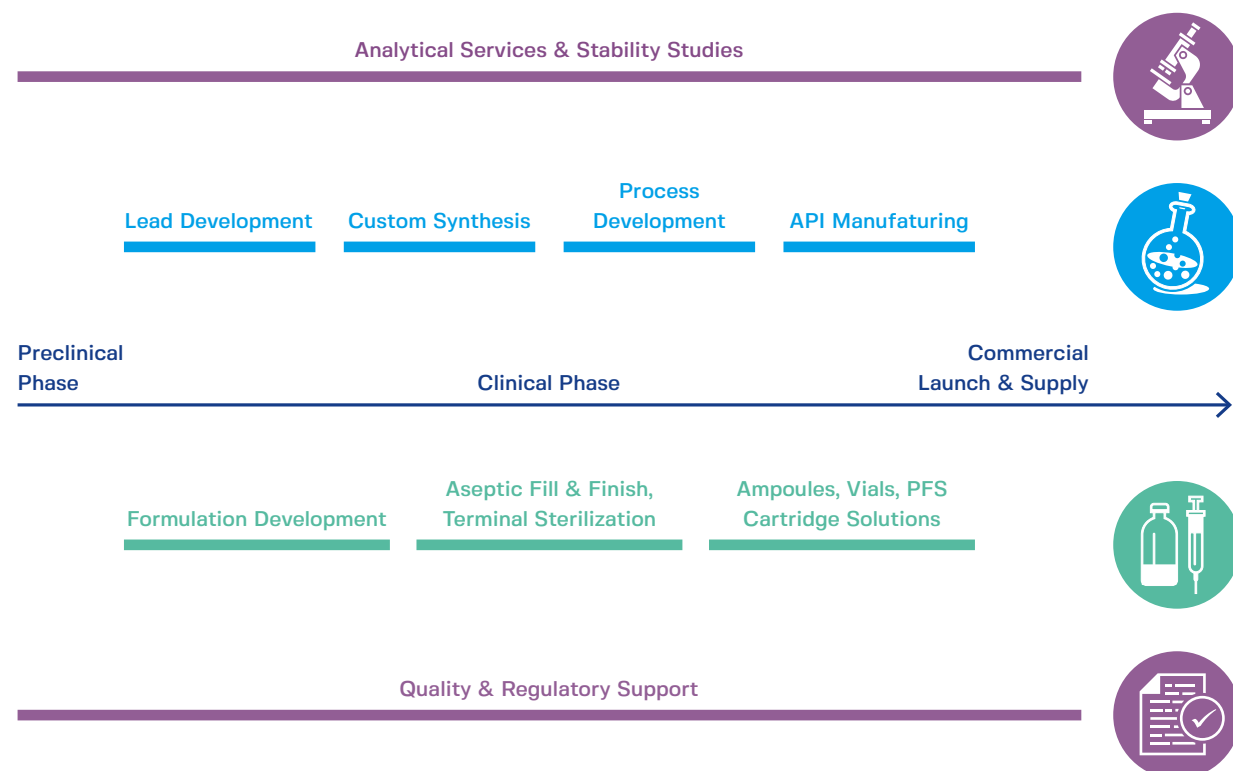 Analytical Services & Stability Studies
Lead Development
Custom Synthesis
Process
Development
API Manufaturing
Preclinical
Phase
Clinical Phase
Commercial
Launch & Supply
Formulation Development
Aseptic Fill & Finish,
Terminal Sterilization
Ampoules, Vials, PFS
Cartridge Solutions
Quality & Regulatory Support